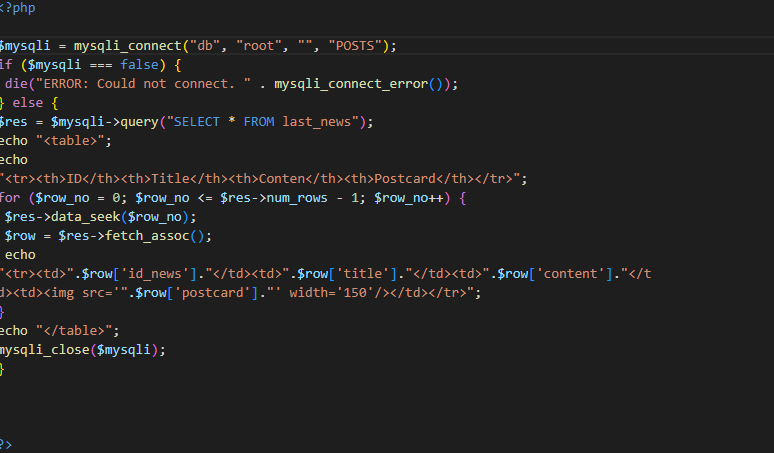 <?php
$mysqli = mysqli_connect("db", "root", "", "POSTS");
if ($mysqli === false) {
die("ERROR: Could not connect. " . mysqli_connect_error());
} else {
$res = $mysqli->query("SELECT * FROM last_news");
echo "<table>";
echo
"<tr><th>ID</th><th>Title</th><th>Conten</th><th>Postcard</th></tr>";
for ($row_no = 0; $row_no <= $res->num_rows - 1; $row_no++) {
$res->data_seek($row_no);
$row = $res->fetch_assoc();
echo
"<tr><td>".$row['id_news']."</td><td>".$row['title']."</td><td>".$row['content']."</t
d><td><img src='".$row['postcard']."' width='150'/></td></tr>";
}
echo "</table>";
mysqli_close($mysqli);
}
?>